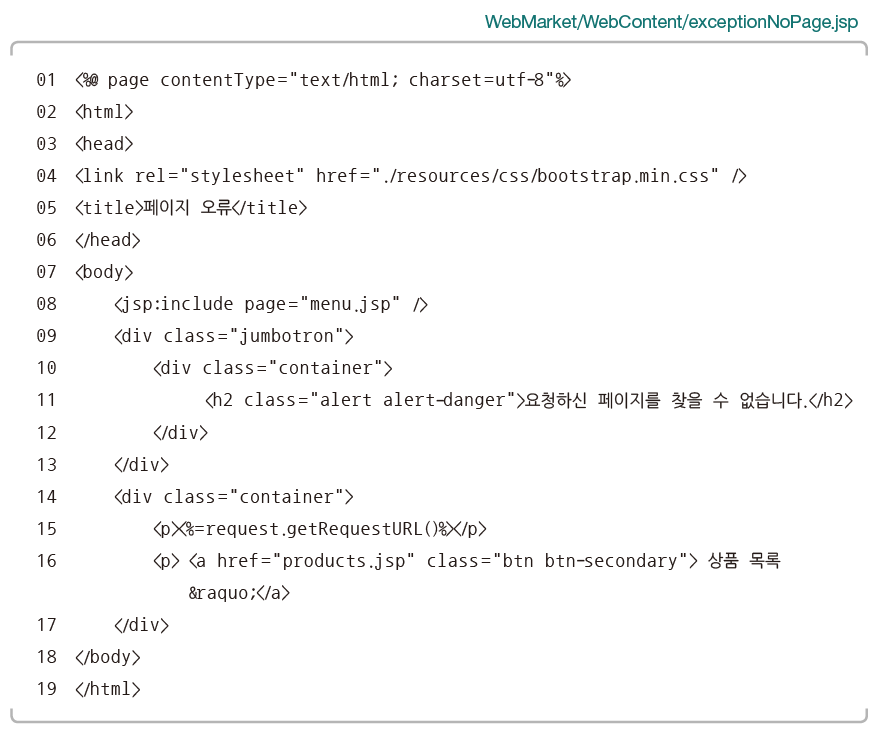 WebMarket/WebContent/exceptionNoPage.jsp
01 <%@ page contentType="text/html; charset=utf-8"%>
02 <html>
03 <head>
04 <link rel="stylesheet" href="./resources/css/bootstrap.min.css" />
05 <title>페이지 오류</title>
06 </head>
07 <body>
08     <jsp:include page="menu.jsp" />
09     <div class="jumbotron">
10         <div class="container">
11             <h2 class="alert alert-danger">요청하신 페이지를 찾을 수 없습니다.</h2>
12         </div>
13     </div>
14     <div class="container">
15         <p><%=request.getRequestURL()%></p>
16         <p> <a href="products.jsp" class="btn btn-secondary"> 상품 목록
            &raquo;</a>
17     </div>
18 </body>
19 </html>